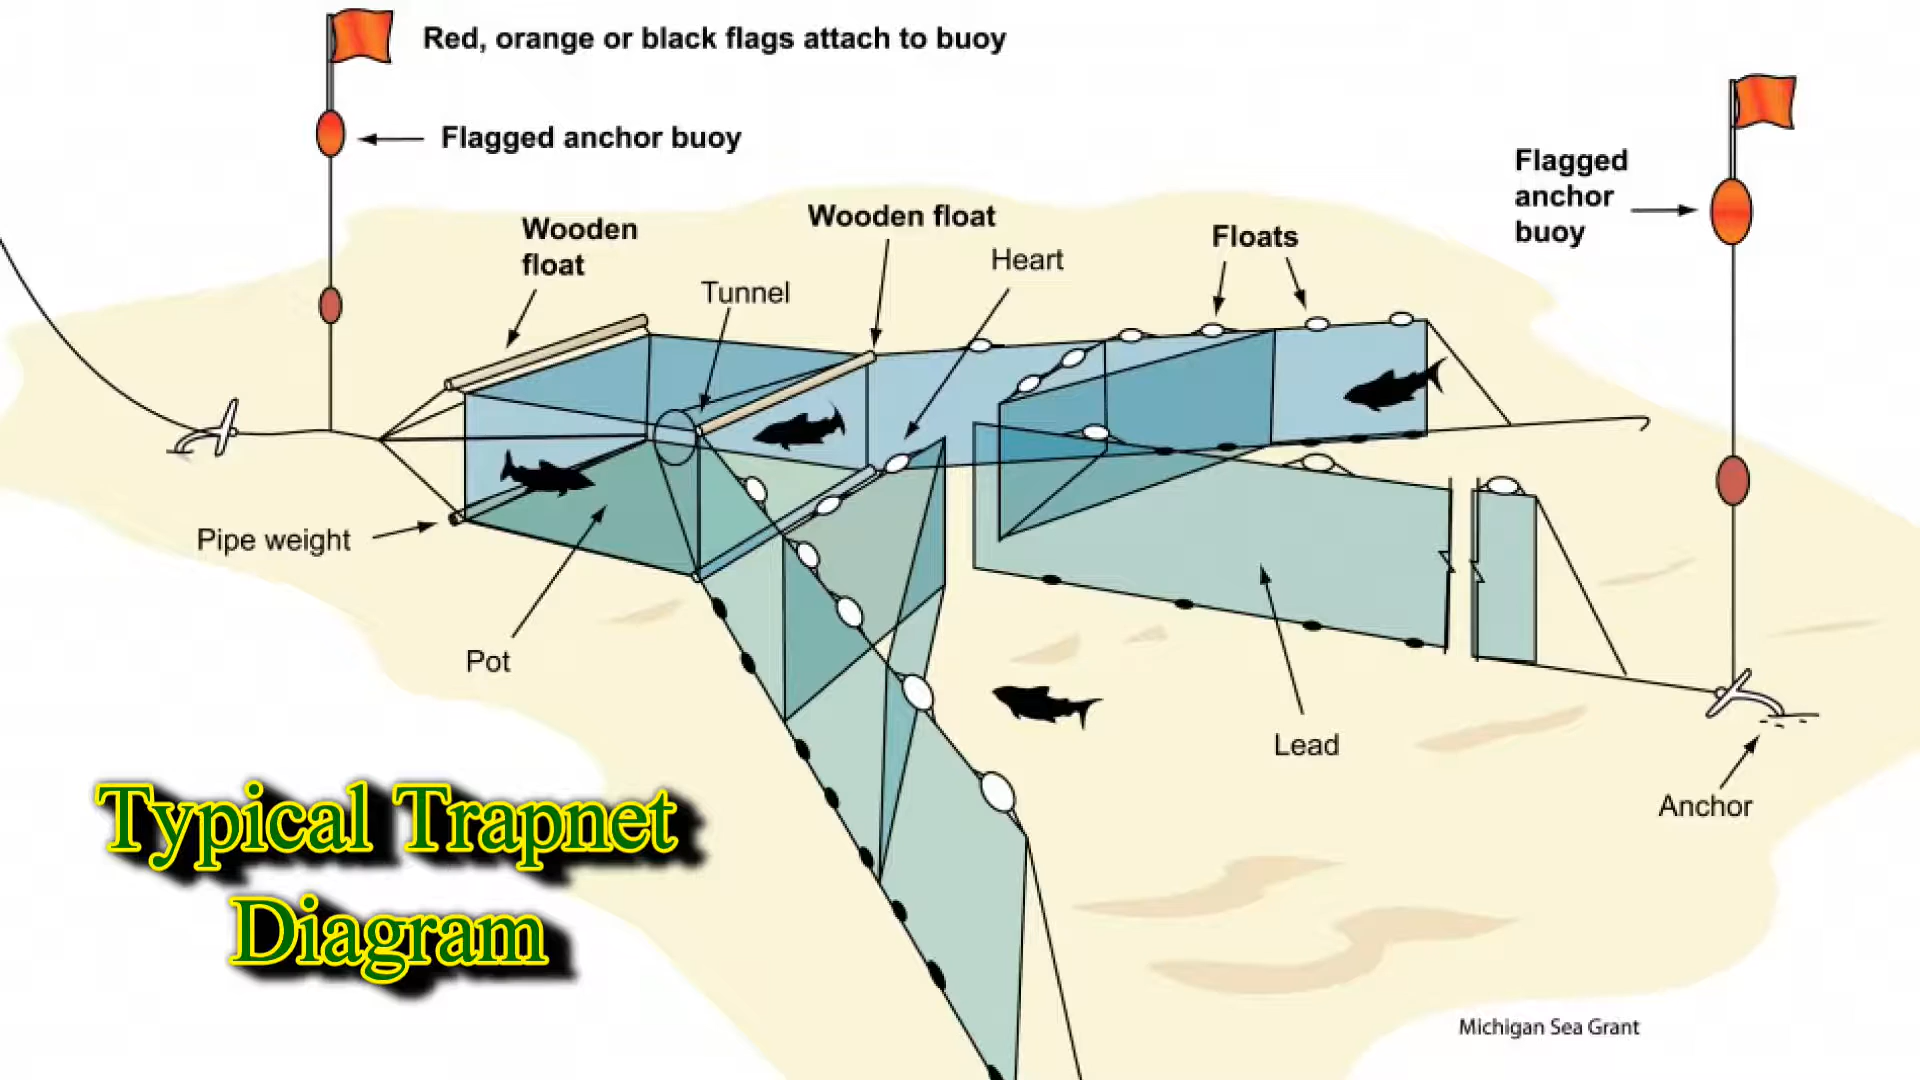 Red, orange or black flags attach to buoy
Flagged anchor buoy
Flagged
anchor
buoy
Wooden
float
Wooden float
Floats
Heart
Tunnel
Pipe weight
Pot
Lead
Anchor
Typical Trapnet
Diagram
Michigan Sea Grant